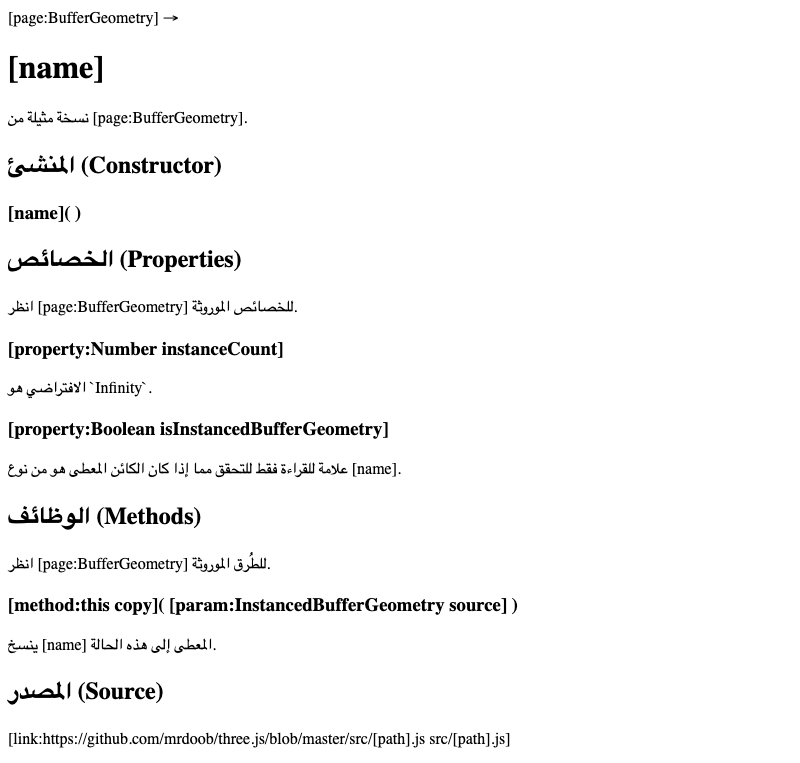 [page:BufferGeometry] →
[name]
نسخة مثيلة من [page:BufferGeometry].
المنشئ (Constructor)
[name]( )
الخصائص (Properties)
انظر [page:BufferGeometry] للخصائص الموروثة.
[property:Number instanceCount]
الافتراضي هو `Infinity`.
[property:Boolean isInstancedBufferGeometry]
علامة للقراءة فقط للتحقق مما إذا كان الكائن المعطى هو من نوع [name].
الوظائف (Methods)
انظر [page:BufferGeometry] للطُرق الموروثة.
[method:this copy]( [param:InstancedBufferGeometry source] )
ينسخ [name] المعطى إلى هذه الحالة.
المصدر (Source)
[link:https://github.com/mrdoob/three.js/blob/master/src/[path].js src/[path].js]